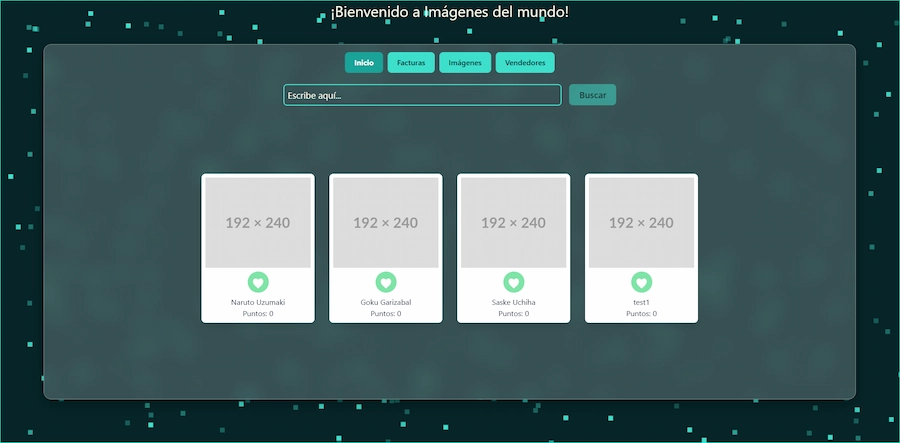 ¡Bienvenido a Imágenes del mundo!
Inicio Facturas Imágenes Vendedores
Escribe aquí... Buscar
192 × 240 192 × 240 192 × 240 192 × 240
Naruto Uzumaki Goku Garizabal Saske Uchiha test1
Puntos: 0 Puntos: 0 Puntos: 0 Puntos: 0